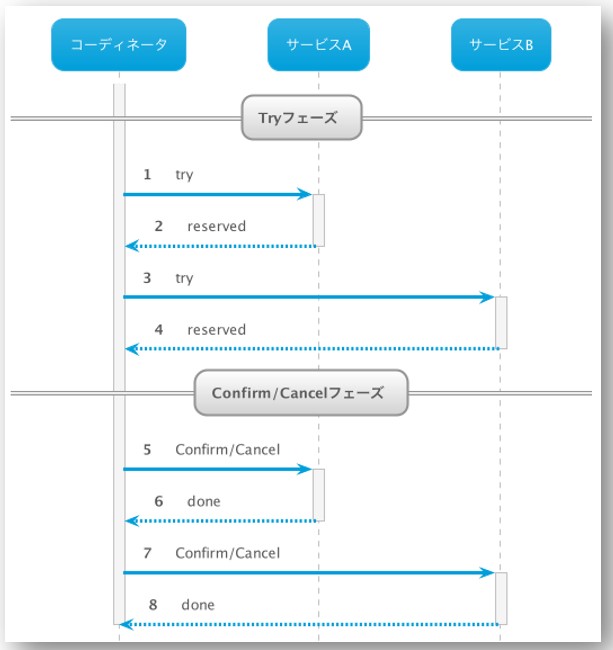 コーディネータ サービスA サービスB
Tryフェーズ
1 try
2 reserved
3 try
4 reserved
Confirm/Cancelフェーズ
5 Confirm/Cancel
6 done
7 Confirm/Cancel
8 done